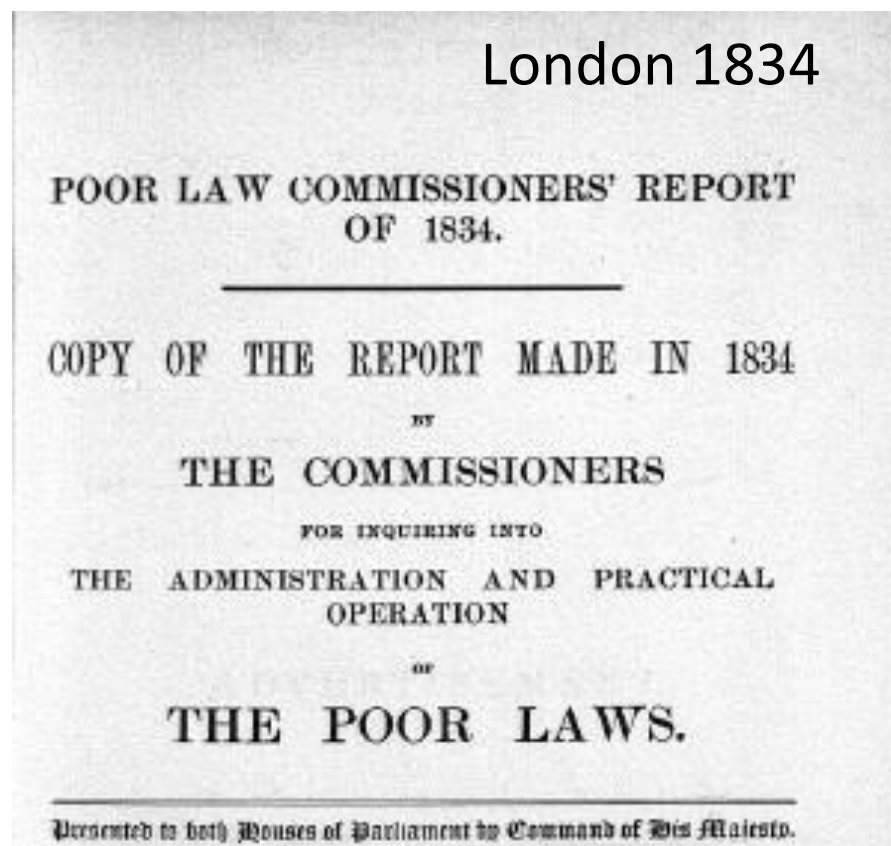 London 1834
POOR LAW COMMISSIONERS' REPORT
OF 1834.
COPY OF THE REPORT MADE IN 1834
BY
THE COMMISSIONERS
FOR INQUIRING INTO
THE ADMINISTRATION AND PRACTICAL
OPERATION
OF
THE POOR LAWS.
Presented to both Houses of Parliament by Command of His Majesty.